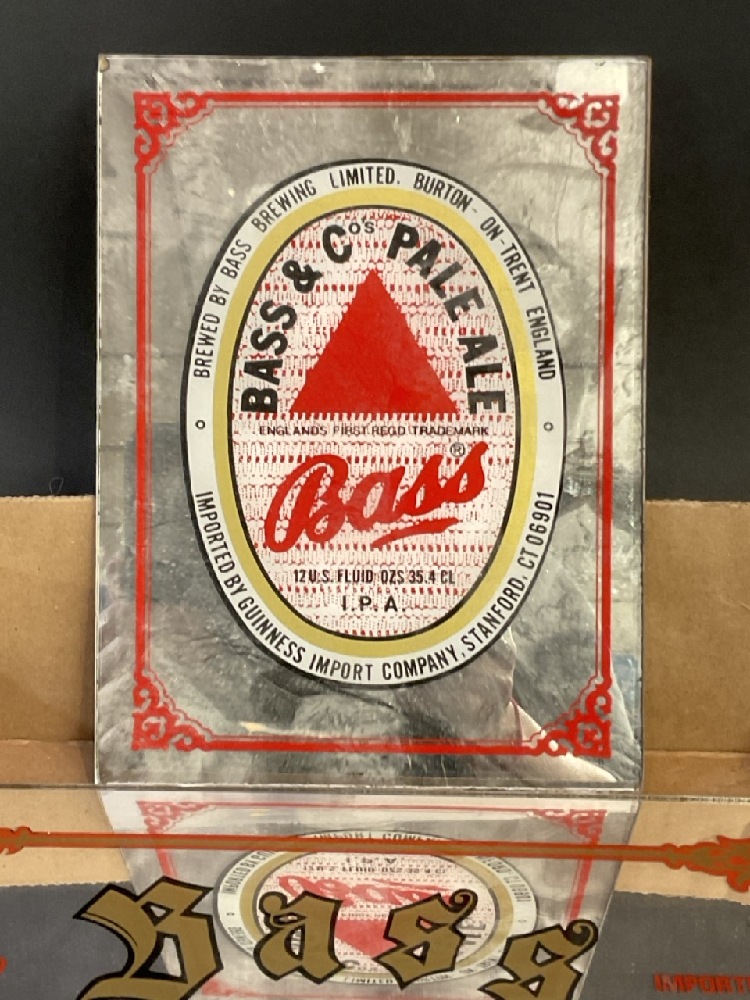 BREWED BY BASS BREWING LIMITED. BURTON-ON-TRENT ENGLAND
BASS & Co's PALE ALE
ENGLANDS FIRST REGD TRADEMARK
Bass ®
12 U.S. FLUID OZS 35.4 CL
I.P.A.
IMPORTED BY GUINNESS IMPORT COMPANY, STANFORD. CT 06901
Bass